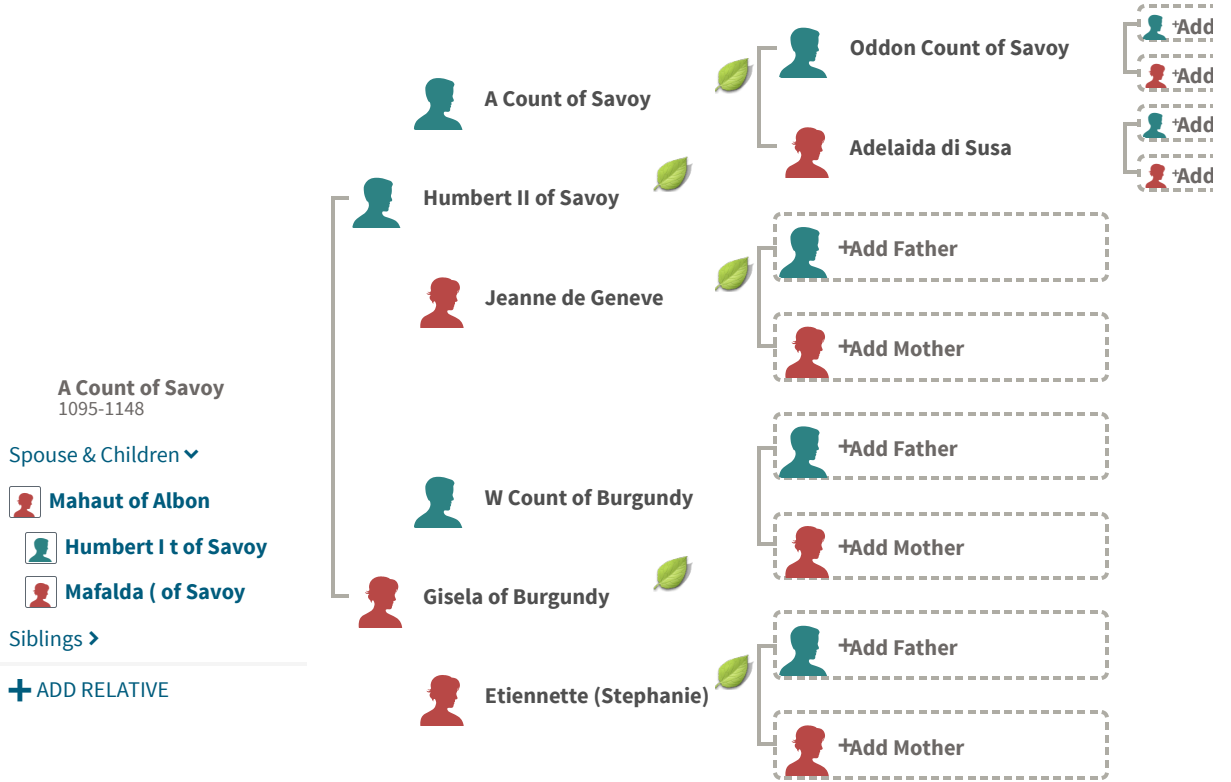 A Count of Savoy
1095-1148
Spouse & Children
Mahaut of Albon
Humbert I t of Savoy
Mafalda ( of Savoy
Siblings
ADD RELATIVE
Humbert II of Savoy
Gisela of Burgundy
A Count of Savoy
Jeanne de Geneve
W Count of Burgundy
Etiennette (Stephanie)
Oddon Count of Savoy
Adelaida di Susa
+Add Father
+Add Mother
+Add Father
+Add Mother
+Add Father
+Add Mother
+Add
+Add
+Add
+Add